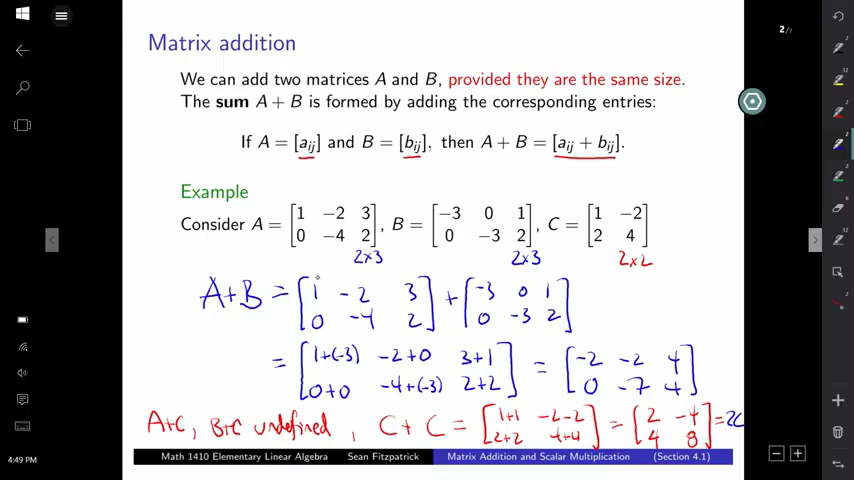 2/7
Matrix addition
We can add two matrices A and B, provided they are the same size.
The sum A + B is formed by adding the corresponding entries:
If A = [aij] and B = [bij], then A + B = [aij + bij].
Example
Consider A = [1 −2 3; 0 −4 2], B = [−3 0 1; 0 −3 2], C = [1 −2; 2 4]
2×3 2×3 2×2
A+B = [1 -2 3; 0 -4 2] + [-3 0 1; 0 -3 2]
= [1+(-3) -2+0 3+1; 0+0 -4+(-3) 2+2] = [-2 -2 4; 0 -7 4]
A+C, B+C undefined, C+C = [1+1 -2-2; 2+2 4+4] = [2 -4; 4 8] = 2C
Math 1410 Elementary Linear Algebra Sean Fitzpatrick Matrix Addition and Scalar Multiplication (Section 4.1)
4:49 PM